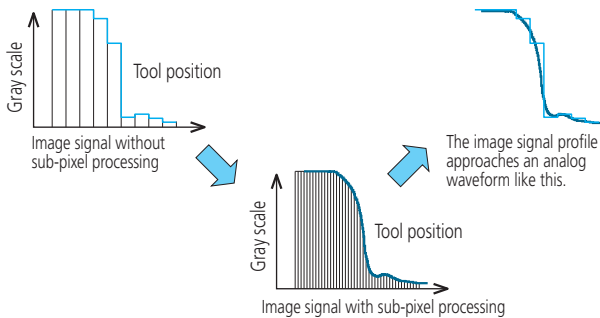 Gray scale
Tool position
Image signal without
sub-pixel processing
Gray scale
Tool position
Image signal with sub-pixel processing
The image signal profile
approaches an analog
waveform like this.